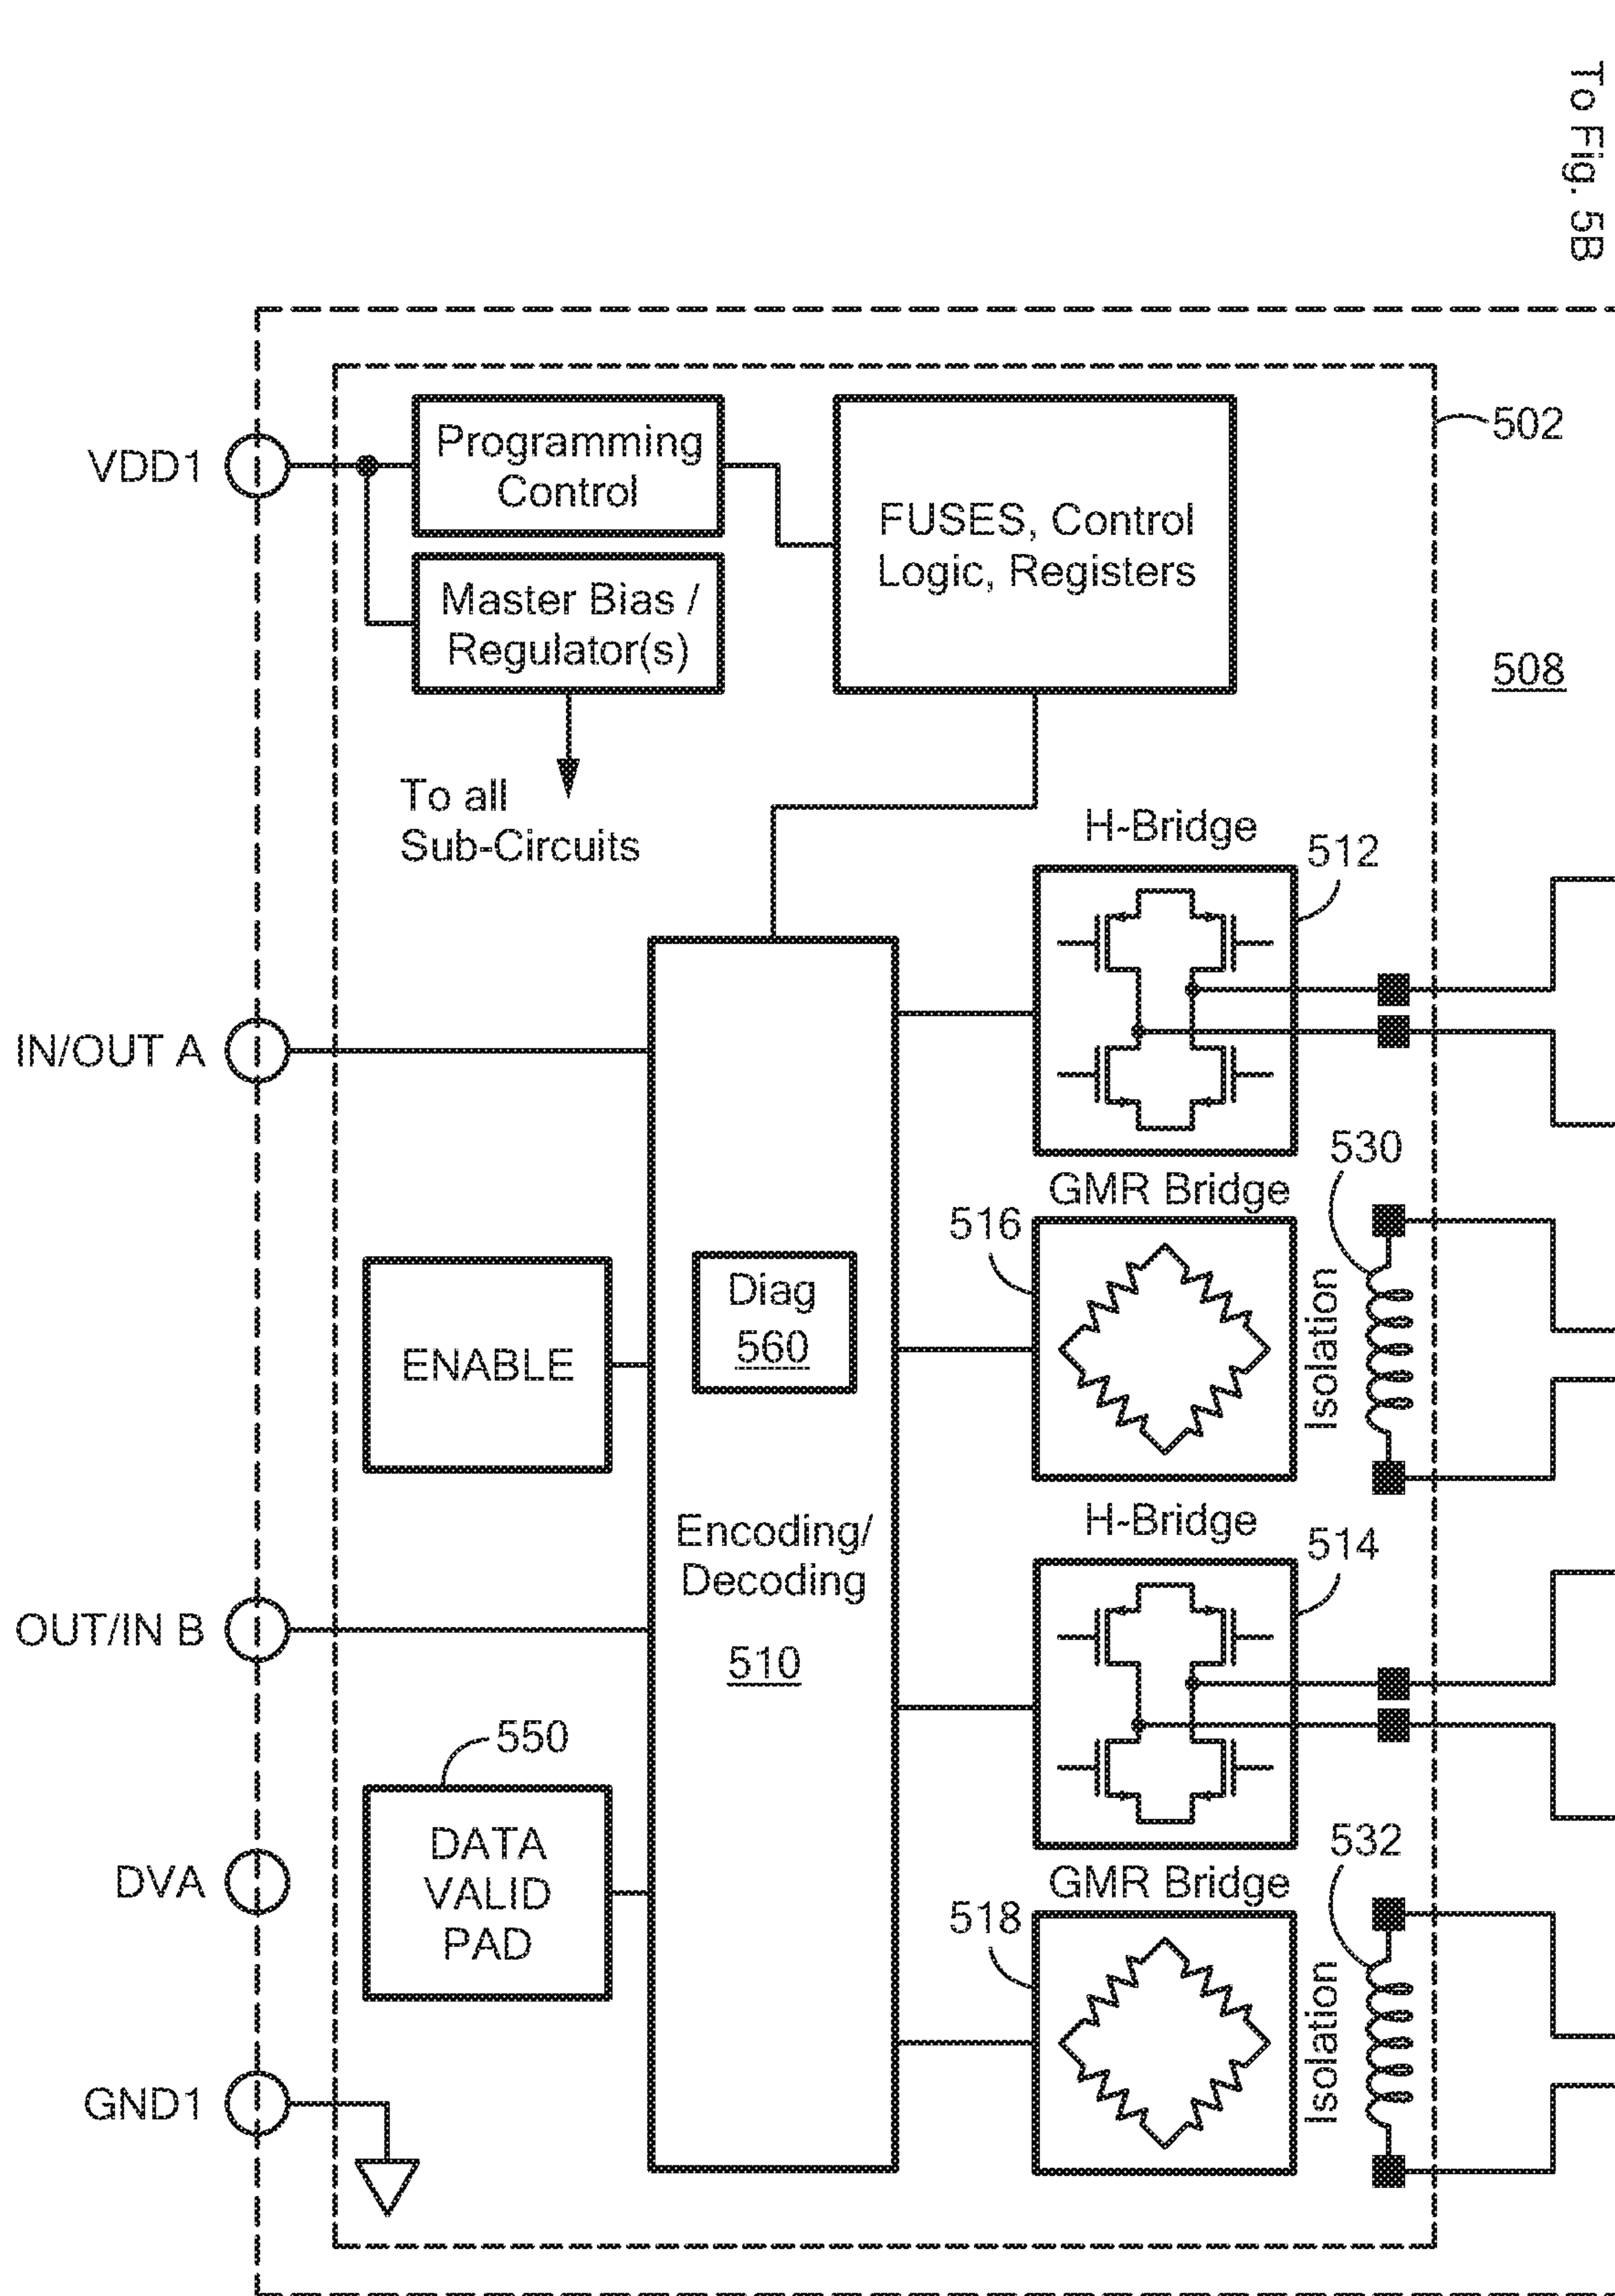 To Fig. 5B
502
VDD1
Programming
Control
FUSES, Control
Logic, Registers
Master Bias /
Regulator(s)
508
To all
Sub-Circuits
H-Bridge
512
IN/OUT A
530
GMR Bridge
516
Isolation
Diag
560
ENABLE
H-Bridge
514
Encoding/
Decoding
510
OUT/IN B
550
DATA
VALID
PAD
DVA
532
GMR Bridge
518
Isolation
GND1